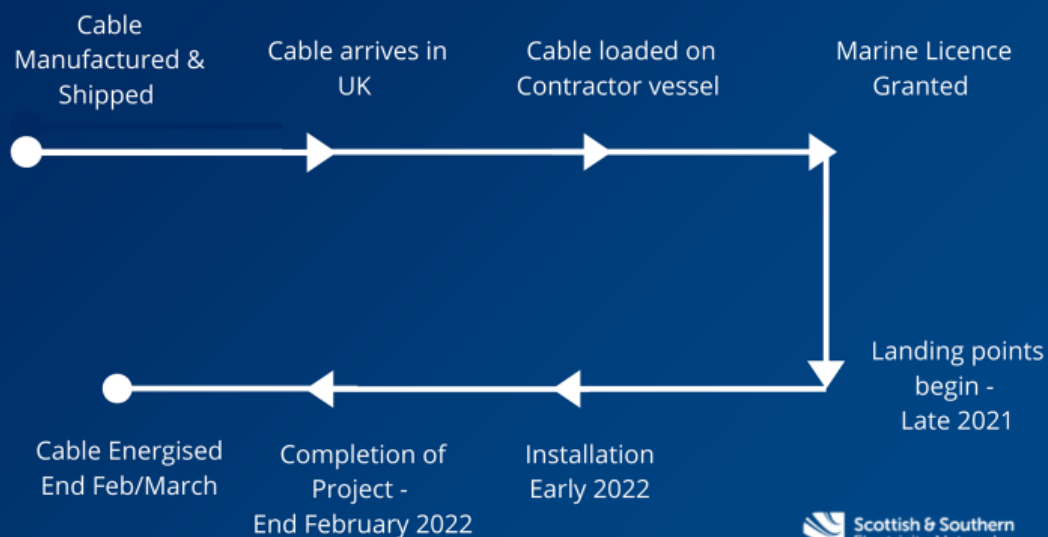 Cable
Manufactured &
Shipped
Cable arrives in
UK
Cable loaded on
Contractor vessel
Marine Licence
Granted
Landing points
begin -
Late 2021
Installation
Early 2022
Completion of
Project -
End February 2022
Cable Energised
End Feb/March
Scottish & Southern